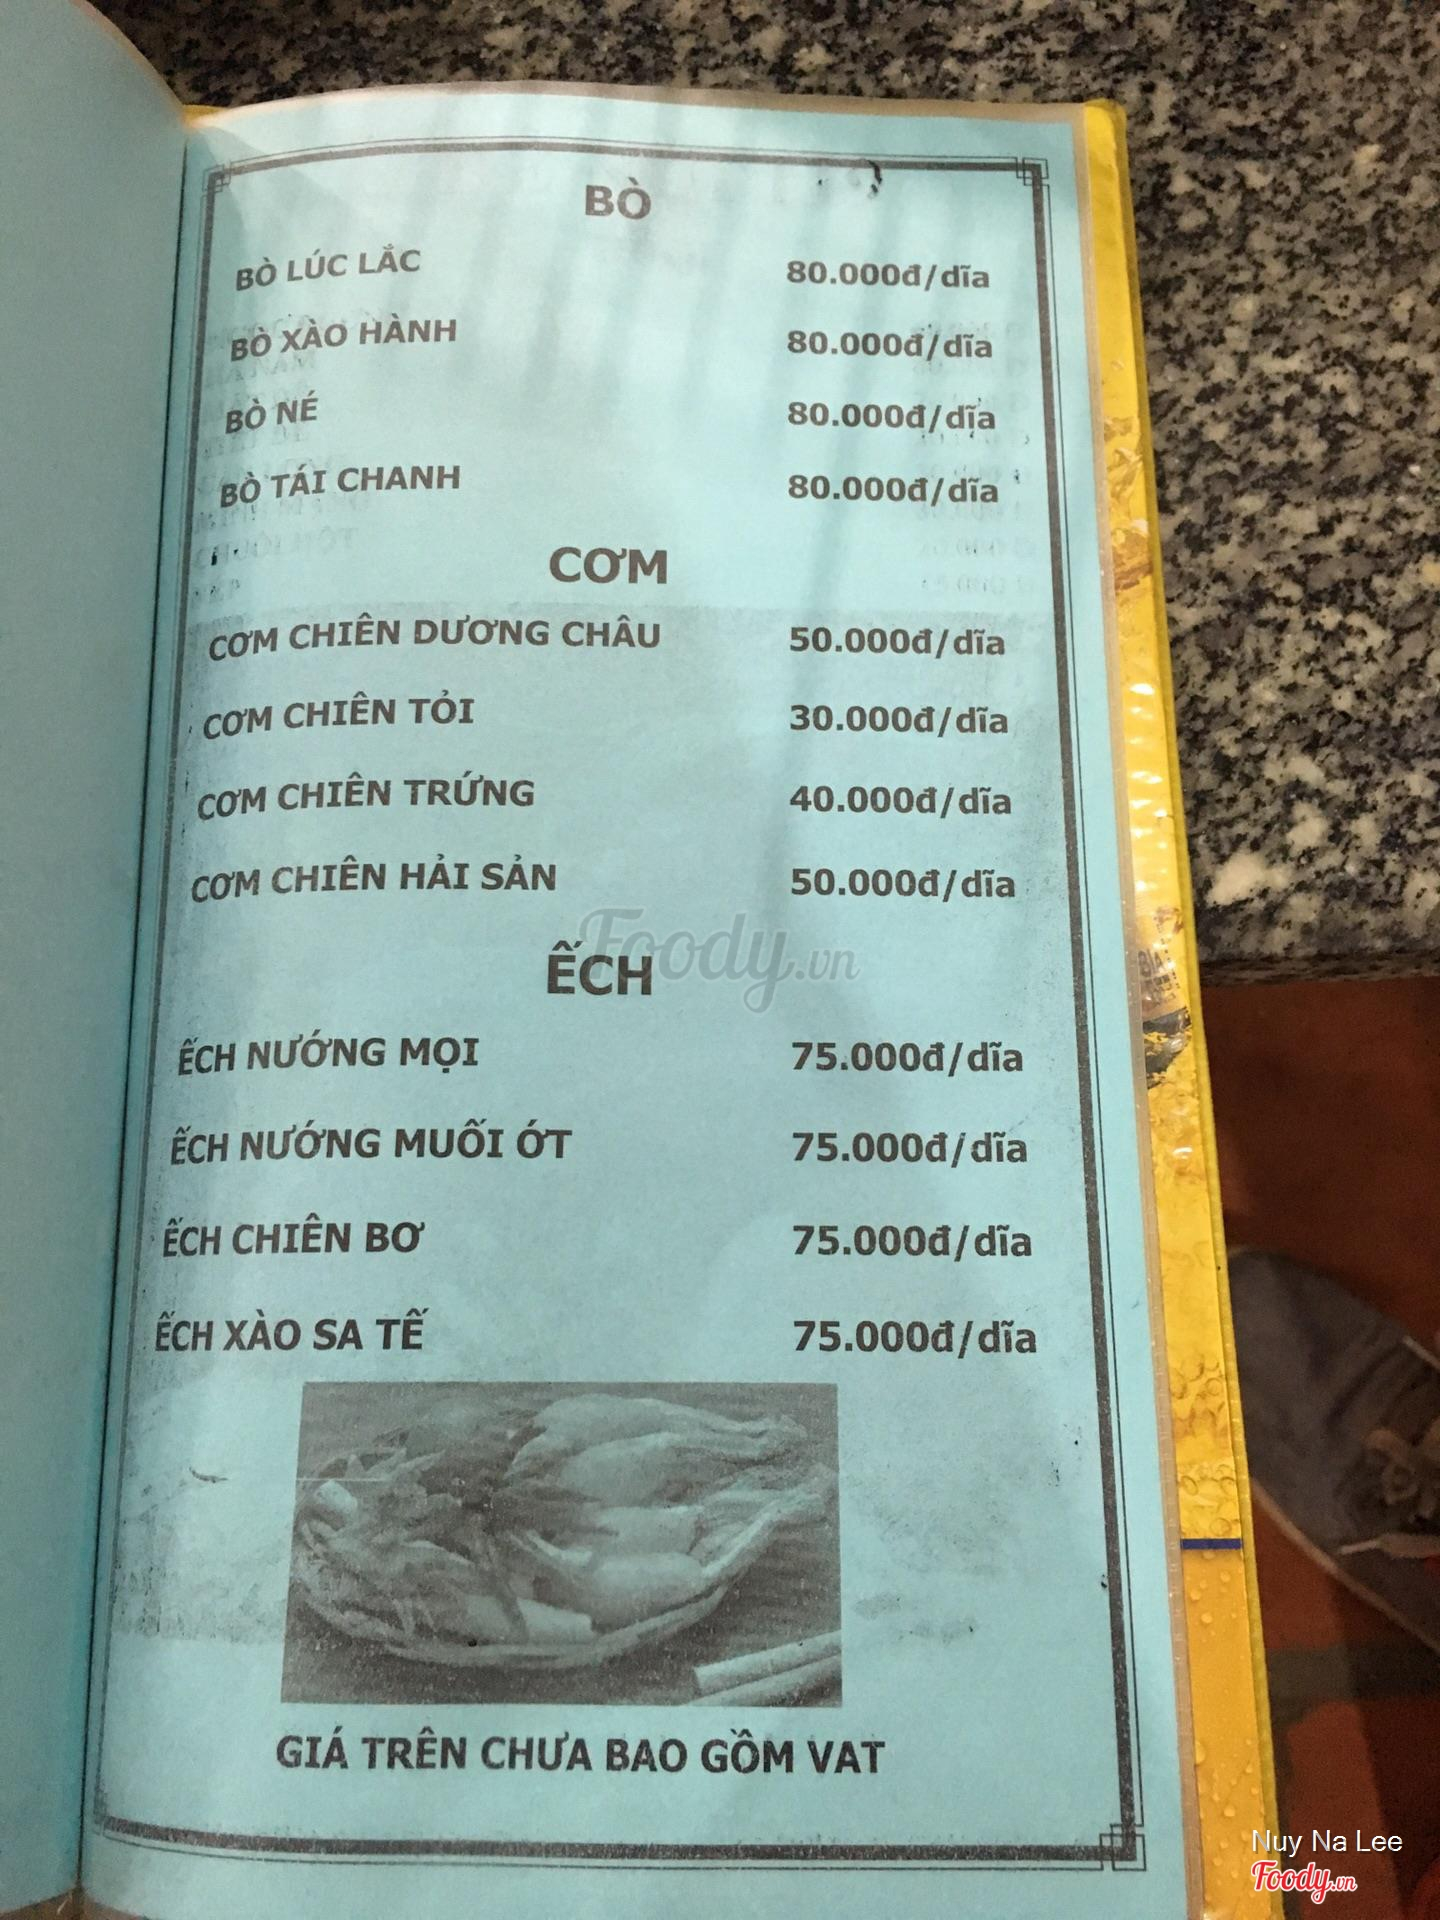 BÒ
BÒ LÚC LẮC 80.000đ/dĩa
BÒ XÀO HÀNH 80.000đ/dĩa
BÒ NÉ 80.000đ/dĩa
BÒ TÁI CHANH 80.000đ/dĩa
CƠM
CƠM CHIÊN DƯƠNG CHÂU 50.000đ/dĩa
CƠM CHIÊN TỎI 30.000đ/dĩa
CƠM CHIÊN TRỨNG 40.000đ/dĩa
CƠM CHIÊN HẢI SẢN 50.000đ/dĩa
Foody.vn
ẾCH
ẾCH NƯỚNG MỌI 75.000đ/dĩa
ẾCH NƯỚNG MUỐI ỚT 75.000đ/dĩa
ẾCH CHIÊN BƠ 75.000đ/dĩa
ẾCH XÀO SA TẾ 75.000đ/dĩa
GIÁ TRÊN CHƯA BAO GỒM VAT
Nuy Na Lee
Foody.vn